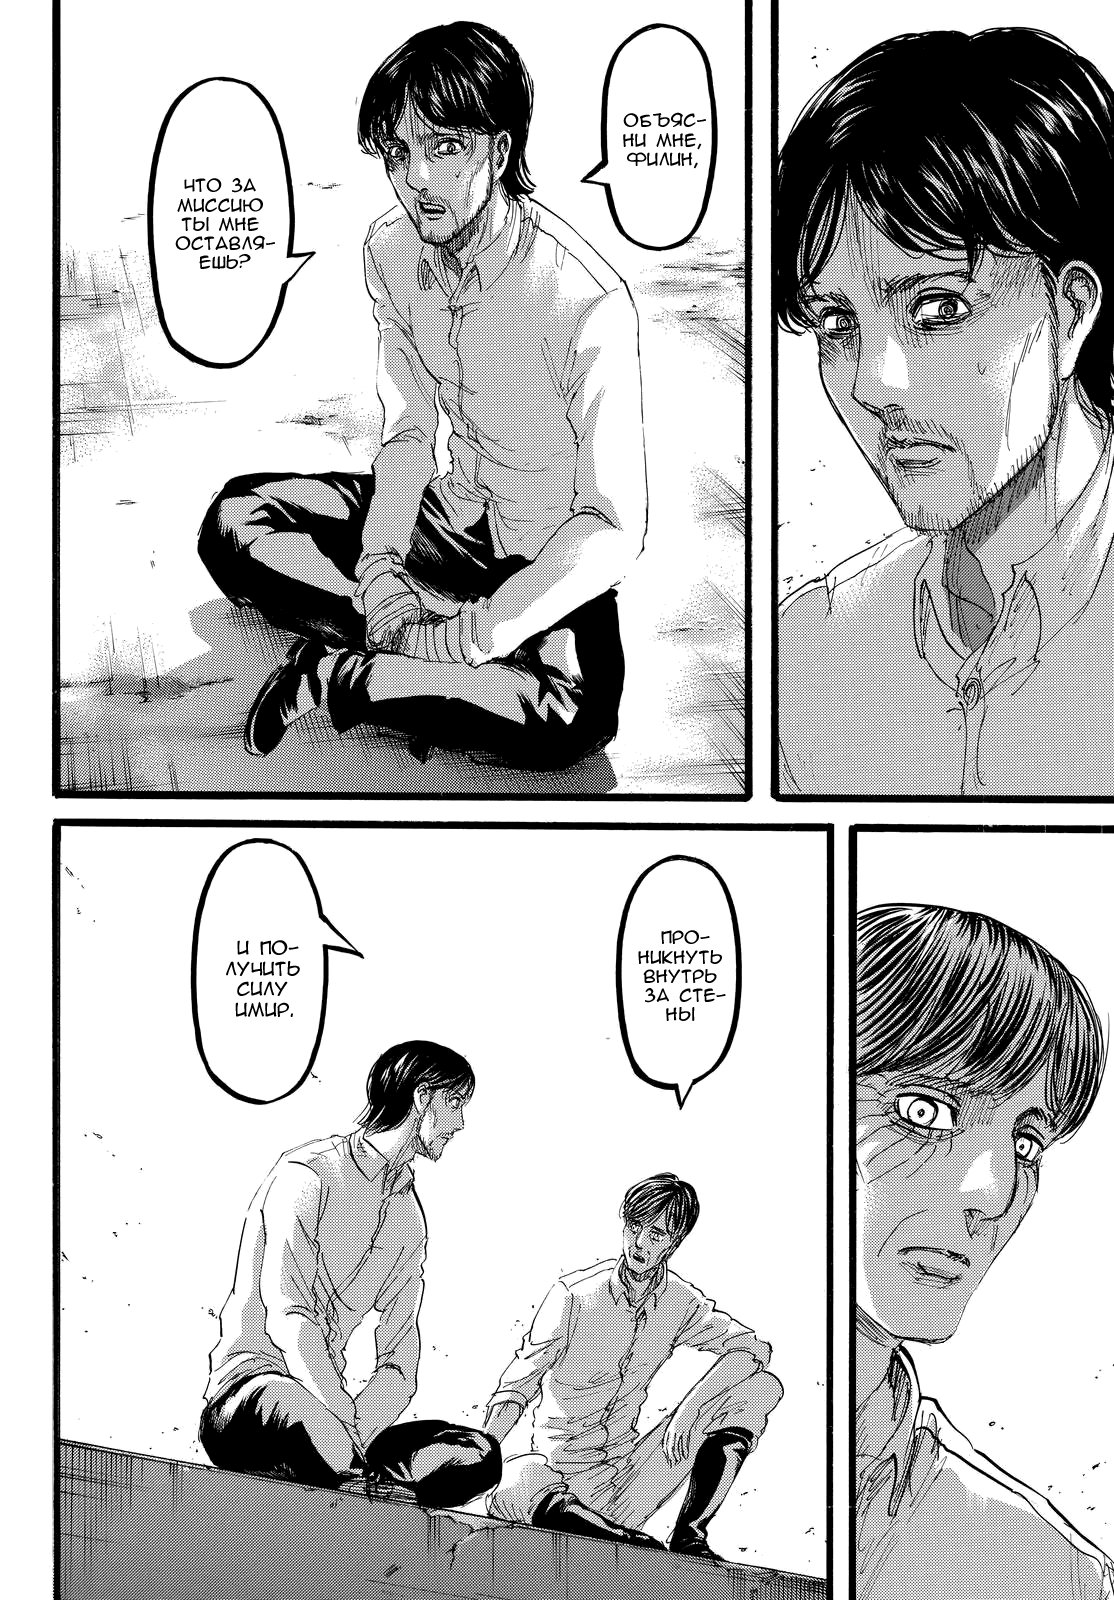 ОБЪЯС-
НИ МНЕ,
ФИЛИН,
ЧТО ЗА
МИССИЮ
ТЫ МНЕ
ОСТАВЛЯ-
ЕШЬ?
ПРО-
НИКНУТЬ
ВНУТРЬ
ЗА СТЕ-
НЫ
И ПО-
ЛУЧИТЬ
СИЛУ
ИМИР.